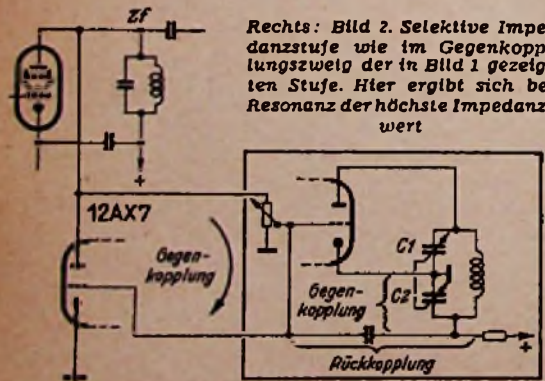 Zf
Rechts: Bild 2. Selektive Impe
danzstufe wie im Gegenkopp
lungszweig der in Bild 1 gezeig
ten Stufe. Hier ergibt sich be
Resonanz der höchste Impedanz
wert
+
12AX7
Gegen-
kopplung
C1
Gegen-
kopplung
C2
+
Rückkopplung